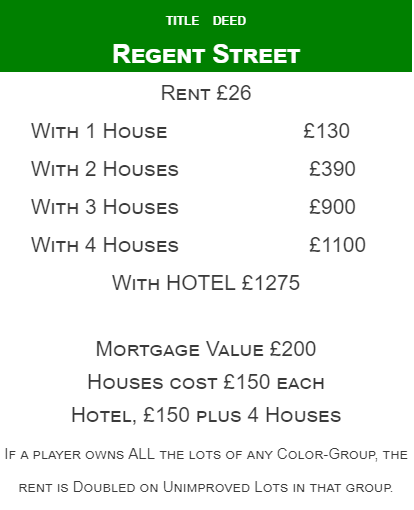 TITLE DEED
REGENT STREET
RENT £26
WITH 1 HOUSE £130
WITH 2 HOUSES £390
WITH 3 HOUSES £900
WITH 4 HOUSES £1100
WITH HOTEL £1275
MORTGAGE VALUE £200
HOUSES COST £150 EACH
HOTEL, £150 PLUS 4 HOUSES
IF A PLAYER OWNS ALL THE LOTS OF ANY COLOR-GROUP, THE
RENT IS DOUBLED ON UNIMPROVED LOTS IN THAT GROUP.